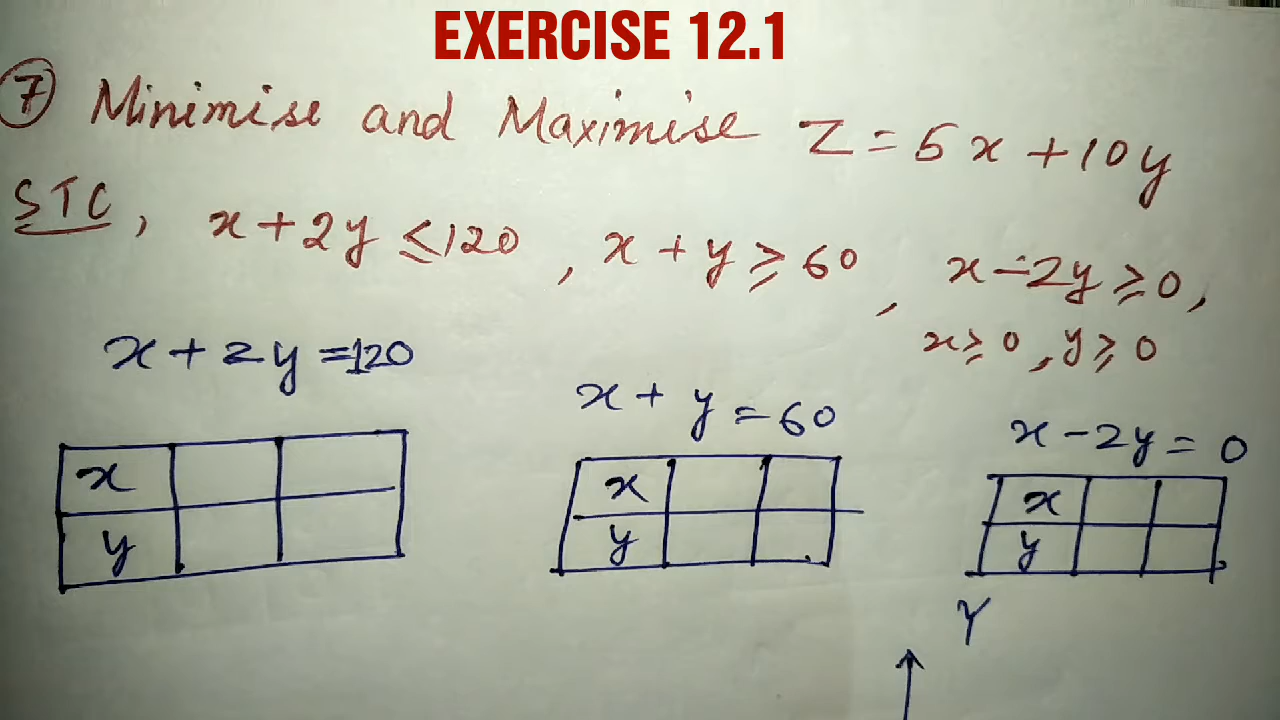 EXERCISE 12.1
7 Minimise and Maximise Z = 5x + 10y
STC, x + 2y ≤ 120, x + y ≥ 60, x - 2y ≥ 0,
x ≥ 0, y ≥ 0
x + 2y = 120
x + y = 60
x - 2y = 0
x
y
x
y
x
y
Y